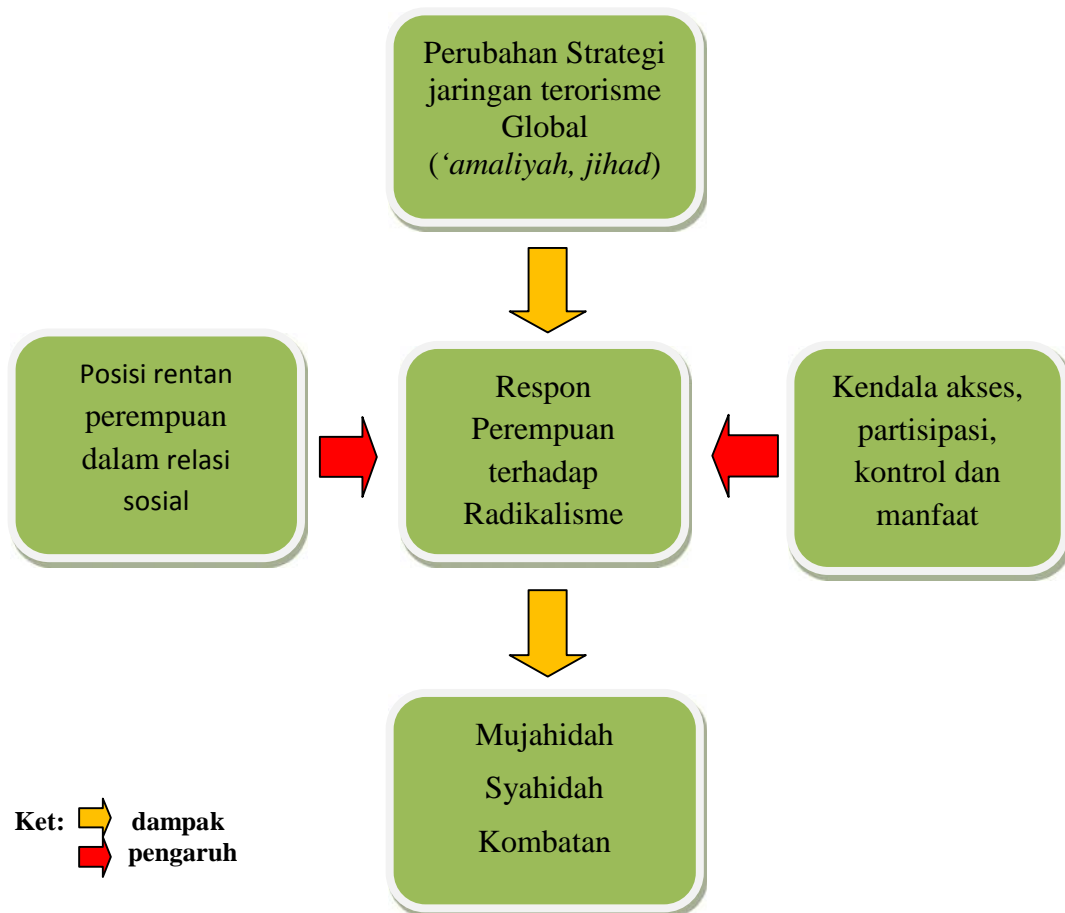 Perubahan Strategi
jaringan terorisme
Global
(‘amaliyah, jihad)
Posisi rentan
perempuan
dalam relasi
sosial
Respon
Perempuan
terhadap
Radikalisme
Kendala akses,
partisipasi,
kontrol dan
manfaat
Mujahidah
Syahidah
Kombatan
Ket: dampak
pengaruh